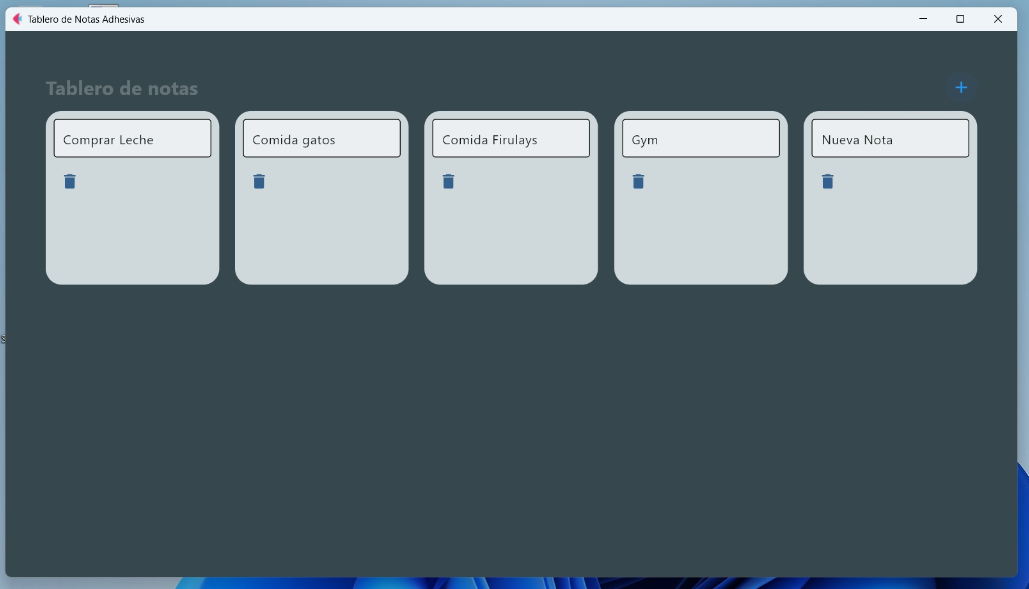 Tablero de Notas Adhesivas
Tablero de notas
Comprar Leche
Comida gatos
Comida Firulays
Gym
Nueva Nota